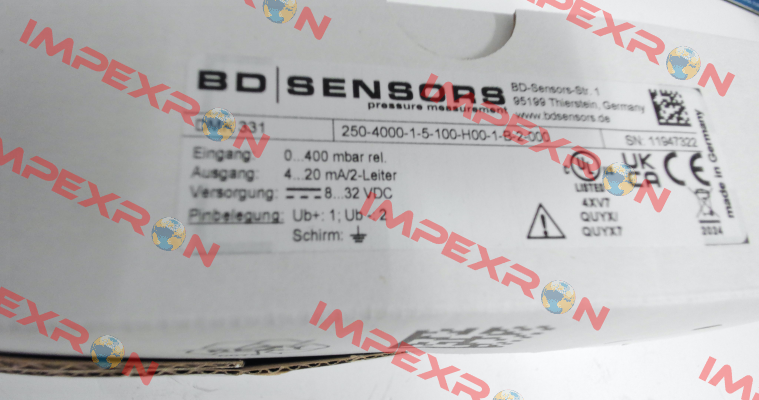 BD SENSORS
pressure measurement
BD-Sensors-Str. 1
95199 Thierstein, Germany
www.bdsensors.de
331
250-4000-1-5-100-H00-1-B-2-000
SN: 11947322
Eingang: 0...400 mbar rel.
Ausgang: 4...20 mA/2-Leiter
Versorgung: 8...32 VDC
Pinbelegung: Ub+: 1; Ub -: 2
Schirm:
c UL
LISTED
4XV7
QUYX/
QUYX7
UK
CA
CE
2024
made in Germany
IMPEXRON
IMPEXRON
IMPEXRON
IMPEXRON
IMPEXRON
IMPEXRON
IMPEXRON
IMPEXRON